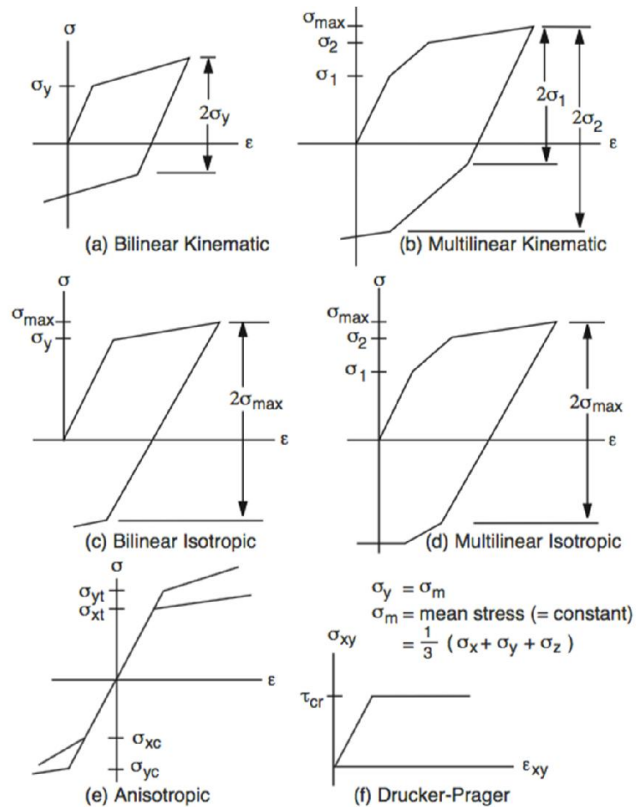 σ
σy
2σy
ε
(a) Bilinear Kinematic
σmax
σ2
σ1
2σ1
2σ2
ε
(b) Multilinear Kinematic
σ
σmax
σy
2σmax
ε
(c) Bilinear Isotropic
σ
σmax
σ2
σ1
2σmax
ε
(d) Multilinear Isotropic
σ
σyt
σxt
ε
σxc
σyc
(e) Anisotropic
σy = σm
σm = mean stress (= constant)
= 1/3 (σx + σy + σz)
σxy
τcr
εxy
(f) Drucker-Prager